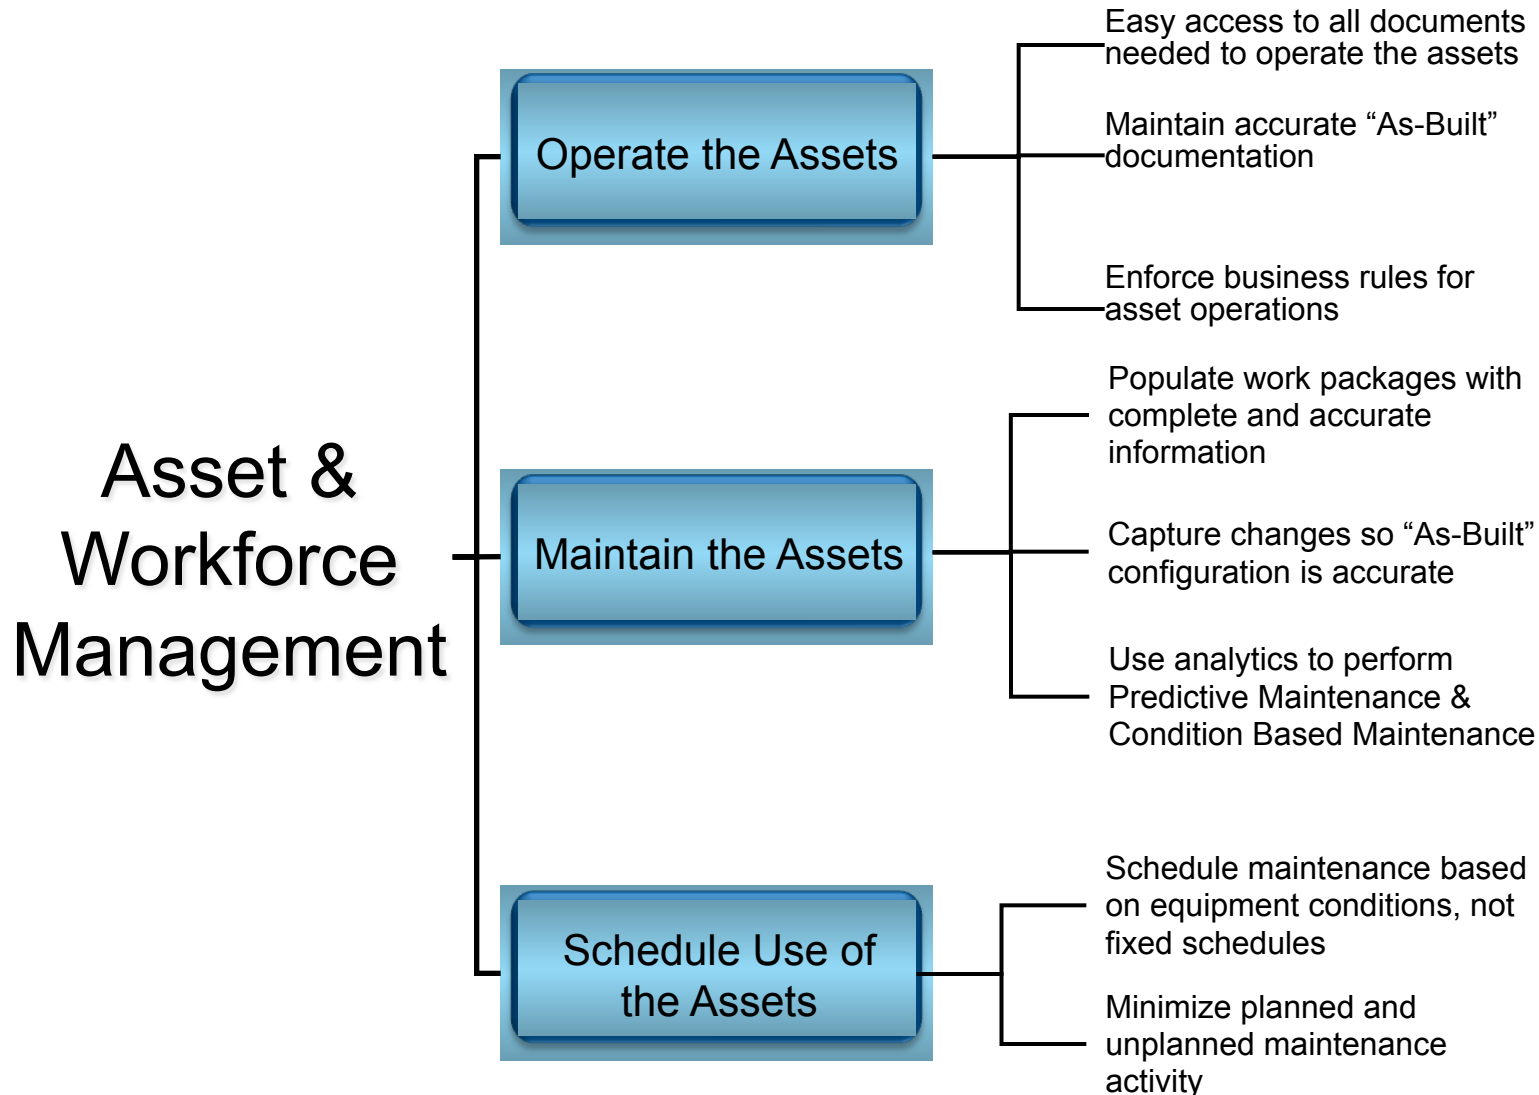 Asset &
Workforce
Management
Operate the Assets
Easy access to all documents
needed to operate the assets
Maintain accurate “As-Built”
documentation
Enforce business rules for
asset operations
Maintain the Assets
Populate work packages with
complete and accurate
information
Capture changes so “As-Built”
configuration is accurate
Use analytics to perform
Predictive Maintenance &
Condition Based Maintenance
Schedule Use of
the Assets
Schedule maintenance based
on equipment conditions, not
fixed schedules
Minimize planned and
unplanned maintenance
activity